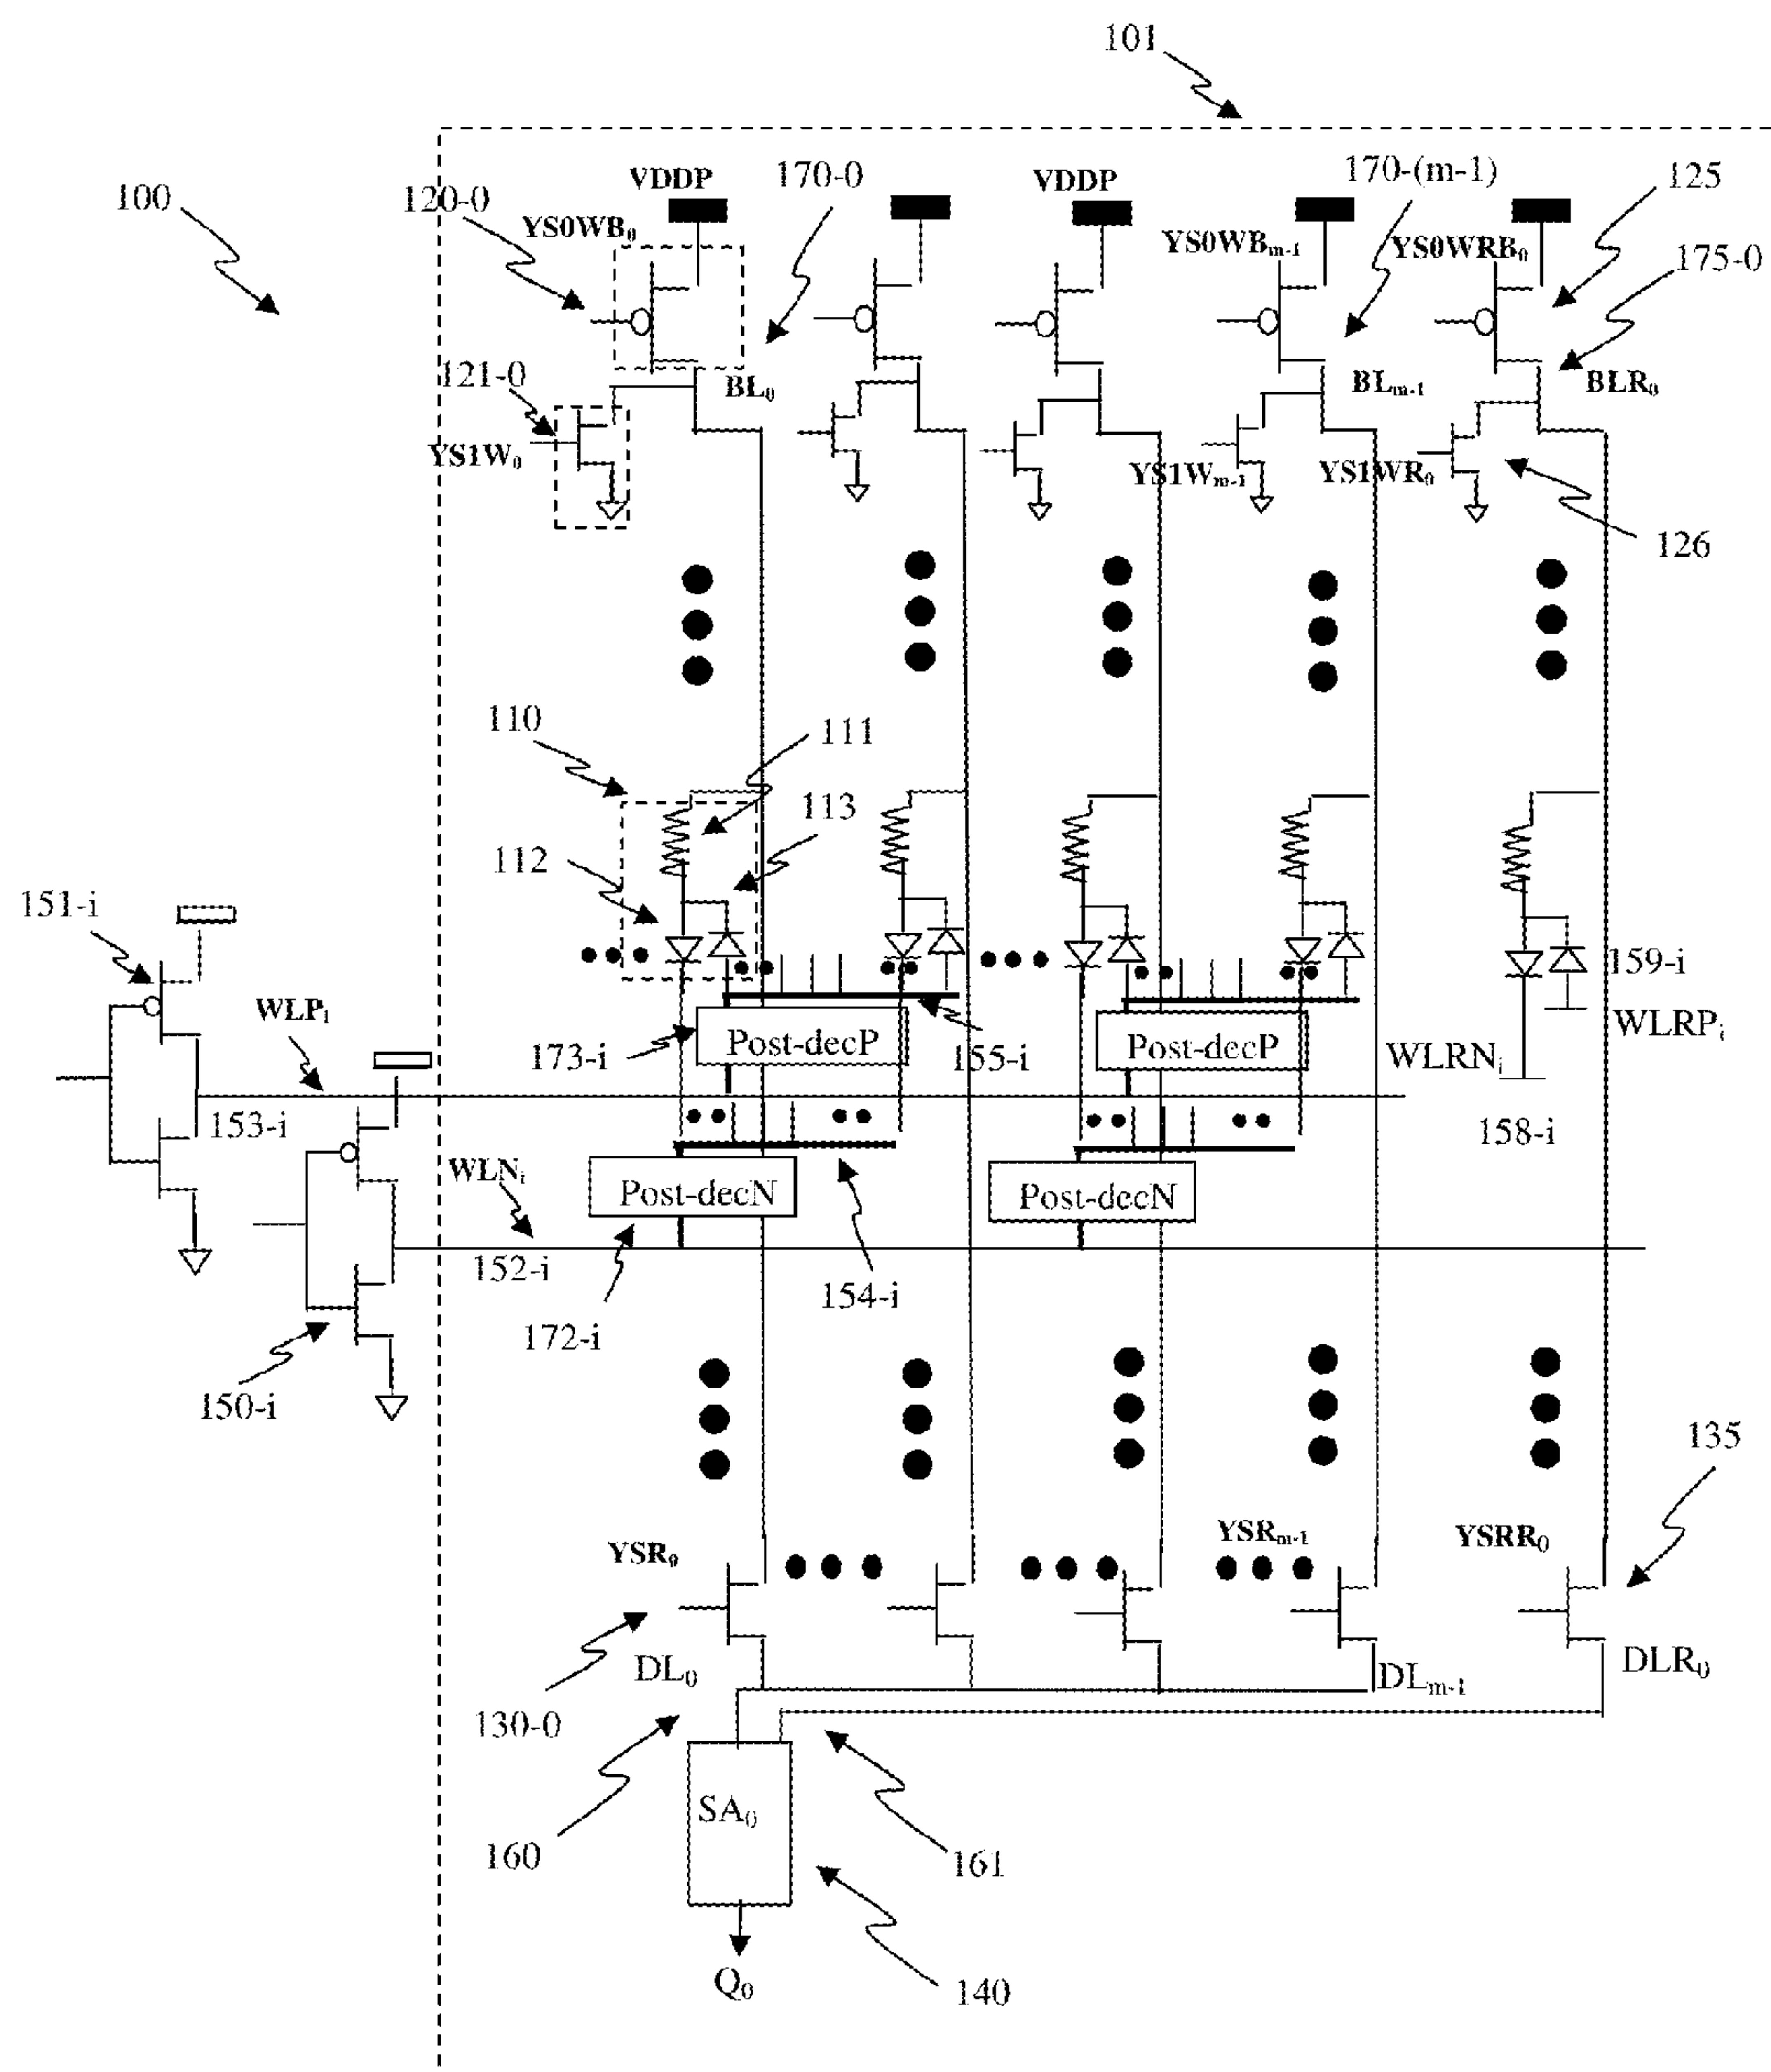 101
100
120-0
VDDP
170-0
VDDP
170-(m-1)
125
YS0WB₀
YS0WBₘ₋₁
YS0WRB₀
175-0
121-0
BL₀
BLₘ₋₁
BLR₀
YS1W₀
YS1Wₘ₋₁
YS1WR₀
126
110
111
113
112
151-i
159-i
WLPᵢ
173-i
Post-decP
155-i
Post-decP
WLRNᵢ
WLRPᵢ
153-i
158-i
WLNᵢ
Post-decN
Post-decN
152-i
172-i
154-i
150-i
135
YSR₀
YSRₘ₋₁
YSRR₀
DL₀
DLₘ₋₁
DLR₀
130-0
SA₀
160
161
Q₀
140